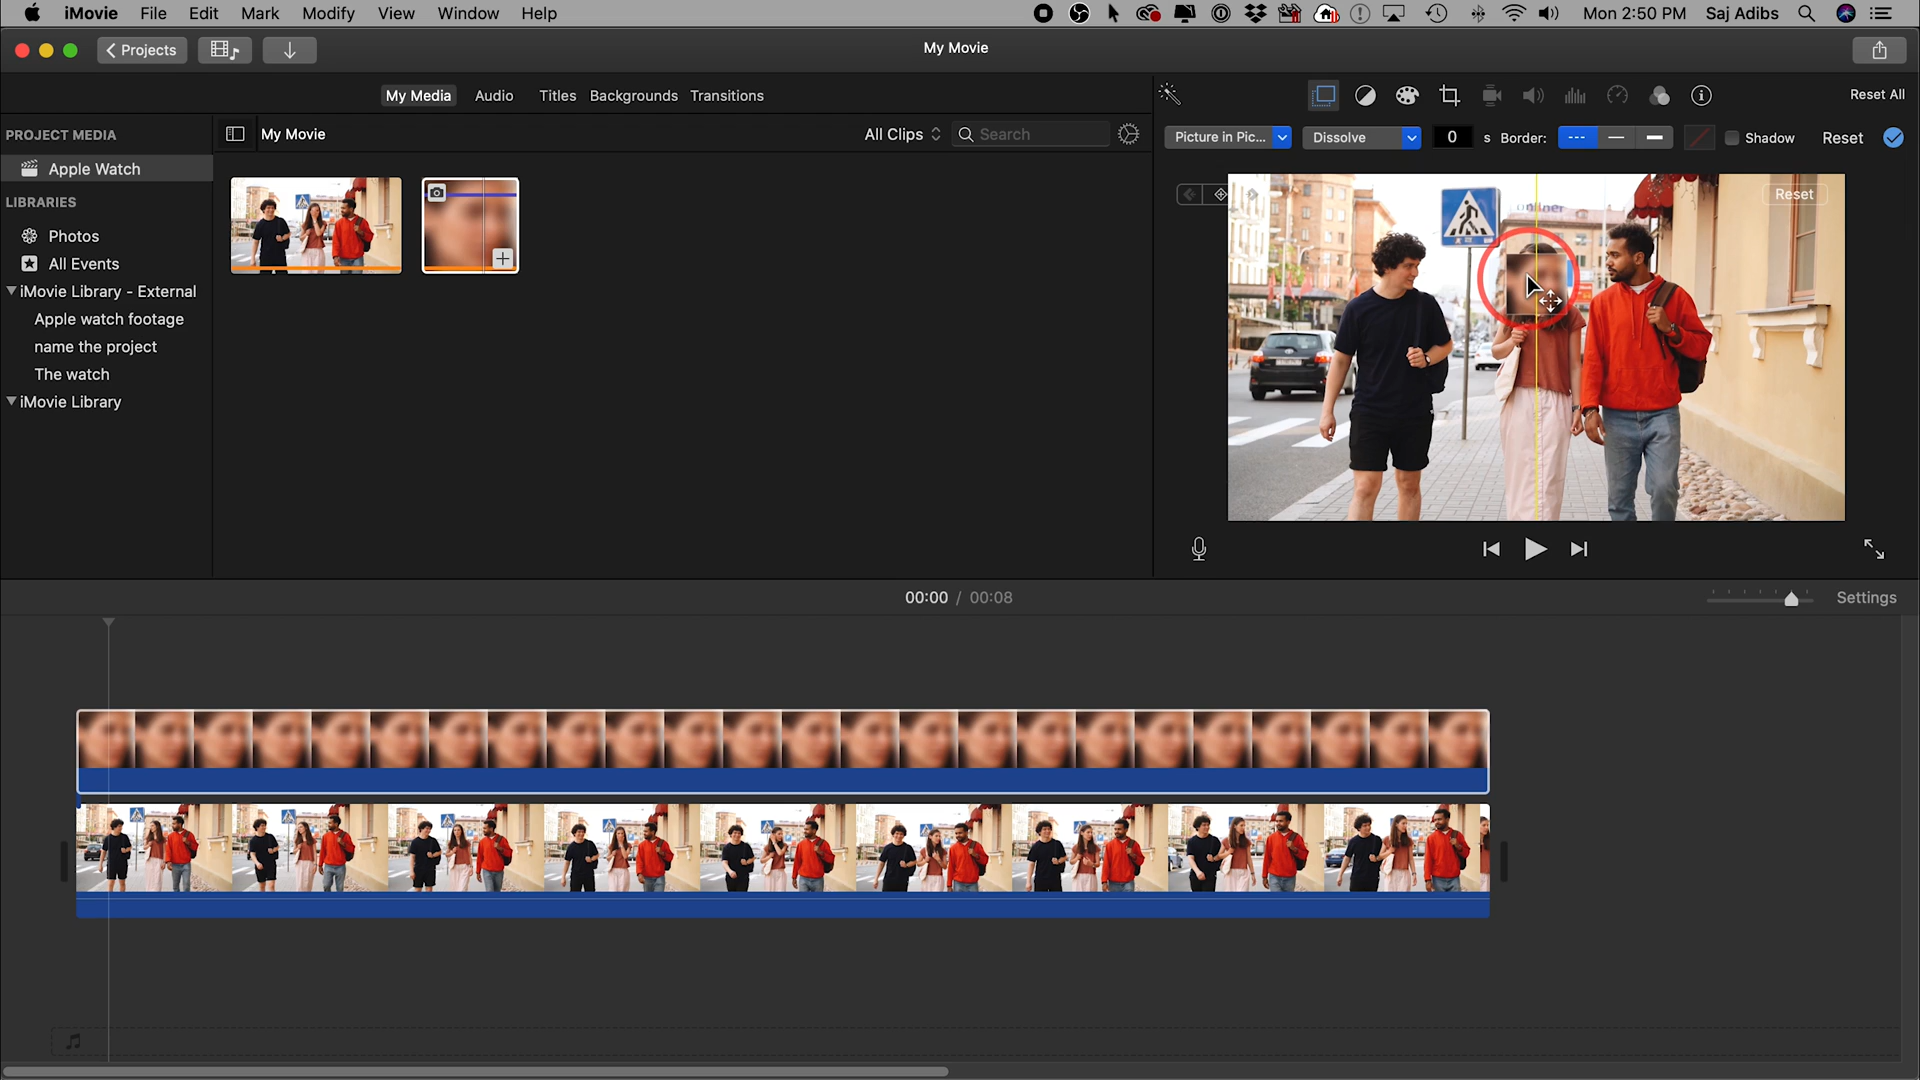 iMovie File Edit Mark Modify View Window Help Mon 2:50 PM Saj Adibs
Projects My Movie
My Media Audio Titles Backgrounds Transitions Reset All
PROJECT MEDIA My Movie All Clips Search
Picture in Pic... Dissolve 0 s Border: Shadow Reset
Apple Watch
LIBRARIES
Reset
Photos
All Events
iMovie Library - External
Apple watch footage
name the project
The watch
iMovie Library
00:00 / 00:08 Settings